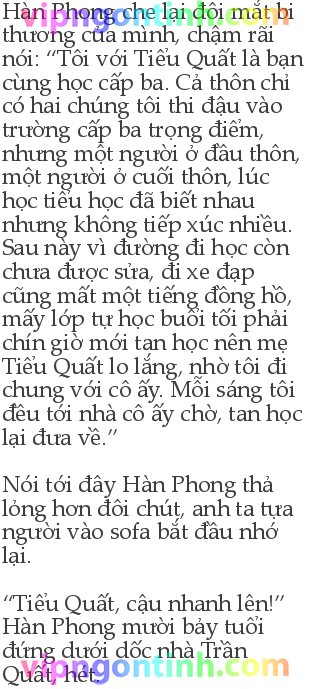 Hàn Phong che lại đôi mắt bi
thương của mình, chậm rãi
nói: “Tôi với Tiểu Quất là bạn
cùng học cấp ba. Cả thôn chỉ
có hai chúng tôi thi đậu vào
trường cấp ba trọng điểm,
nhưng một người ở đầu thôn,
một người ở cuối thôn, lúc
học tiểu học đã biết nhau
nhưng không tiếp xúc nhiều.
Sau này vì đường đi học còn
chưa được sửa, đi xe đạp
cũng mất một tiếng đồng hồ,
mấy lớp tự học buổi tối phải
chín giờ mới tan học nên mẹ
Tiểu Quất lo lắng, nhờ tôi đi
chung với cô ấy. Mỗi sáng tôi
đều tới nhà cô ấy chờ, tan học
lại đưa về.”
Nói tới đây Hàn Phong thả
lỏng hơn đôi chút, anh ta tựa
người vào sofa bắt đầu nhớ
lại.
“Tiểu Quất, cậu nhanh lên!”
Hàn Phong mười bảy tuổi
đứng dưới dốc nhà Trần
Quất, hét.
vipngontinh.com
vipngontinh.com